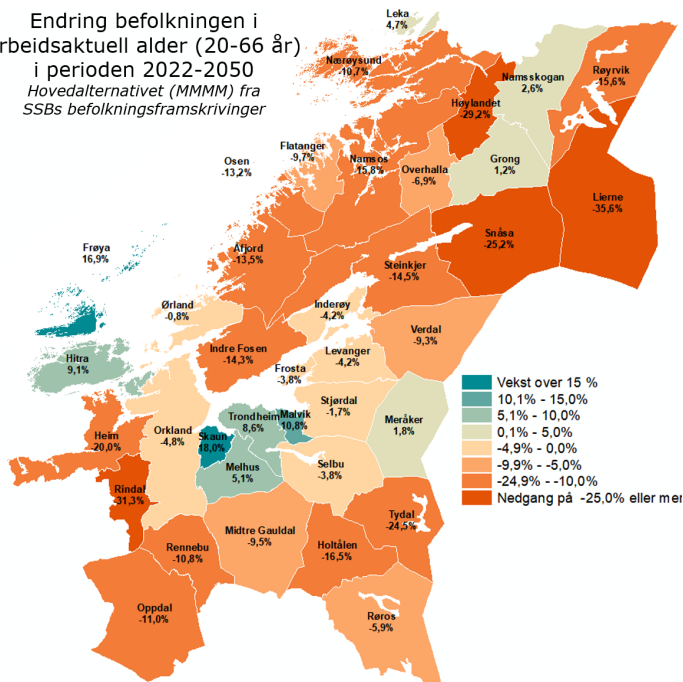 Endring befolkningen i
rbeidsaktuell alder (20-66 år)
i perioden 2022-2050
Hovedalternativet (MMMM) fra
SSBs befolkningsframskrivinger
Leka
4,7%
Nærøysund
-10,7%
Namsskogan
2,6%
Røyrvik
-15,6%
Høylandet
-29,2%
Flatanger
-9,7%
Osen
-13,2%
Namsos
-15,8%
Overhalla
-6,9%
Grong
1,2%
Lierne
-35,6%
Snåsa
-25,2%
Frøya
16,9%
Åfjord
-13,5%
Steinkjer
-14,5%
Ørland
-0,8%
Inderøy
-4,2%
Verdal
-9,3%
Hitra
9,1%
Indre Fosen
-14,3%
Levanger
-4,2%
Frosta
-3,8%
Stjørdal
-1,7%
Meråker
1,8%
Trondheim
8,6%
Malvik
10,8%
Orkland
-4,8%
Skaun
18,0%
Heim
-20,0%
Melhus
5,1%
Selbu
-3,8%
Rindal
-31,3%
Tydal
-24,5%
Midtre Gauldal
-9,5%
Rennebu
-10,8%
Holtålen
-16,5%
Oppdal
-11,0%
Røros
-5,9%
Vekst over 15 %
10,1% - 15,0%
5,1% - 10,0%
0,1% - 5,0%
-4,9% - 0,0%
-9,9% - -5,0%
-24,9% - -10,0%
Nedgang på -25,0% eller mer